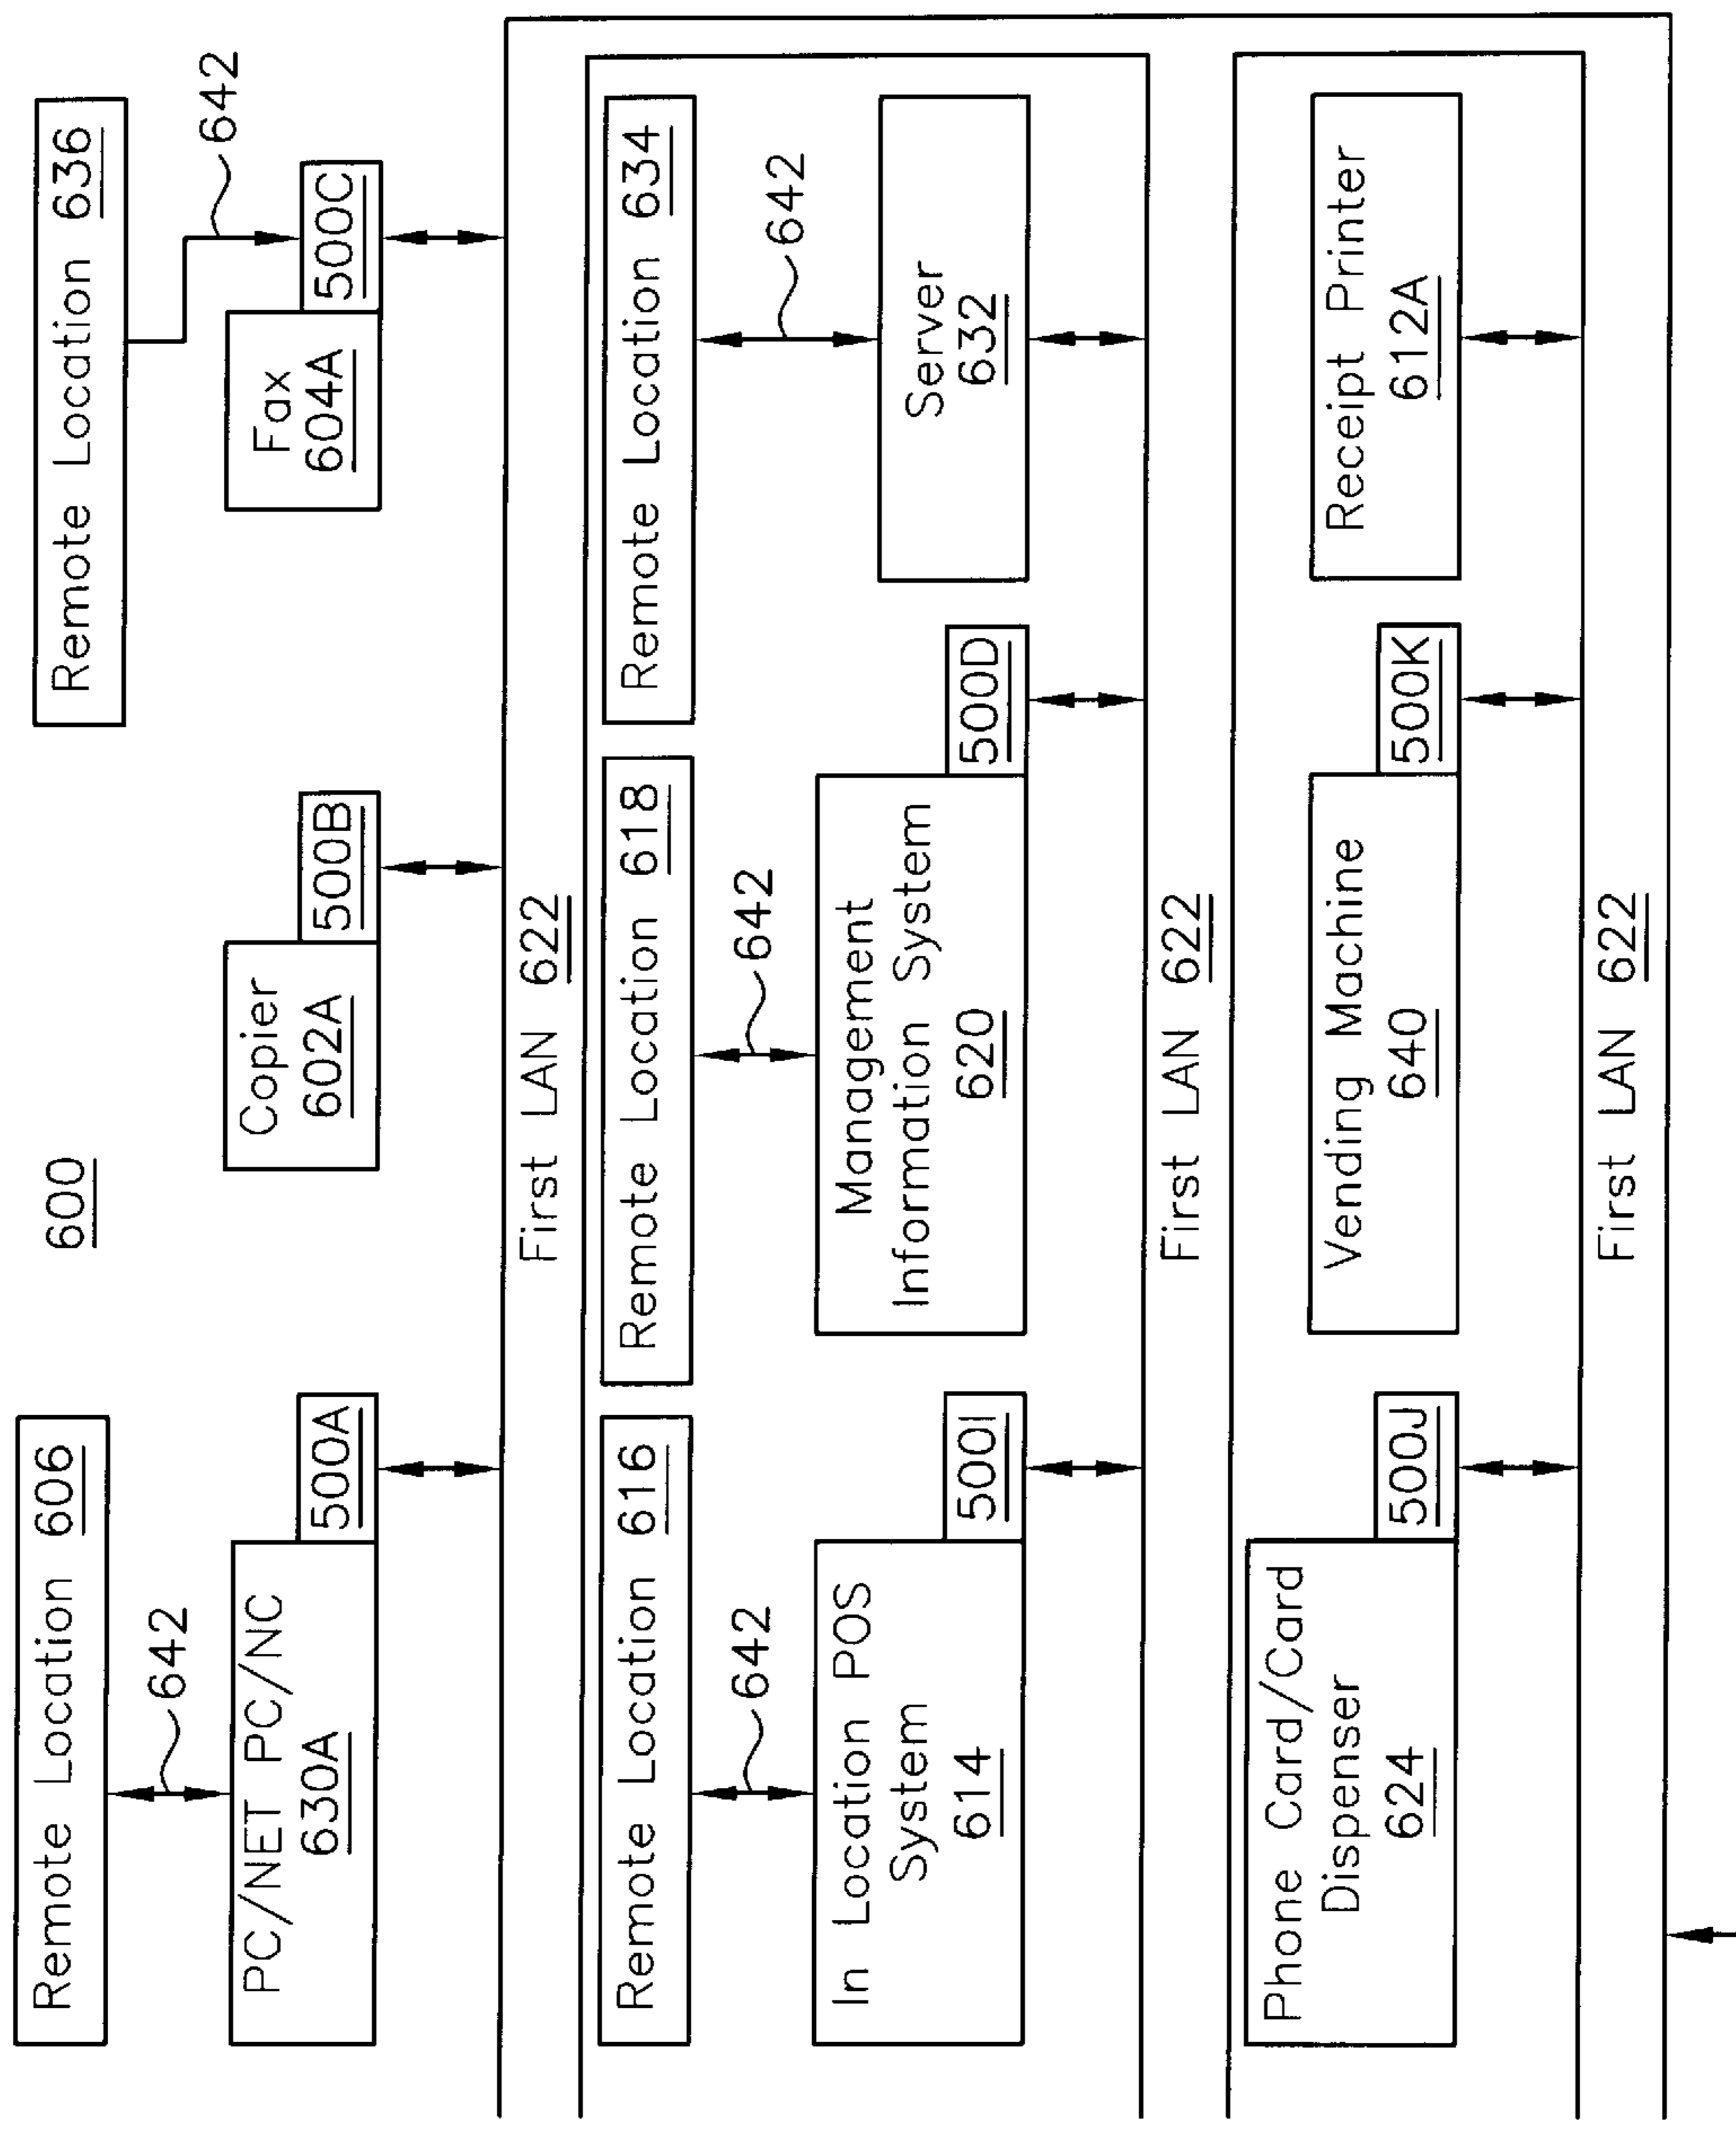 600
Remote Location 606
642
PC/NET PC/NC
630A
500A
Copier
602A
500B
Remote Location 636
642
Fax
604A
500C
First LAN 622
Remote Location 616
642
In Location POS
System
614
500I
Remote Location 618
642
Management
Information System
620
500D
Remote Location 634
642
Server
632
First LAN 622
Phone Card/Card
Dispenser
624
500J
Vending Machine
640
500K
Receipt Printer
612A
First LAN 622